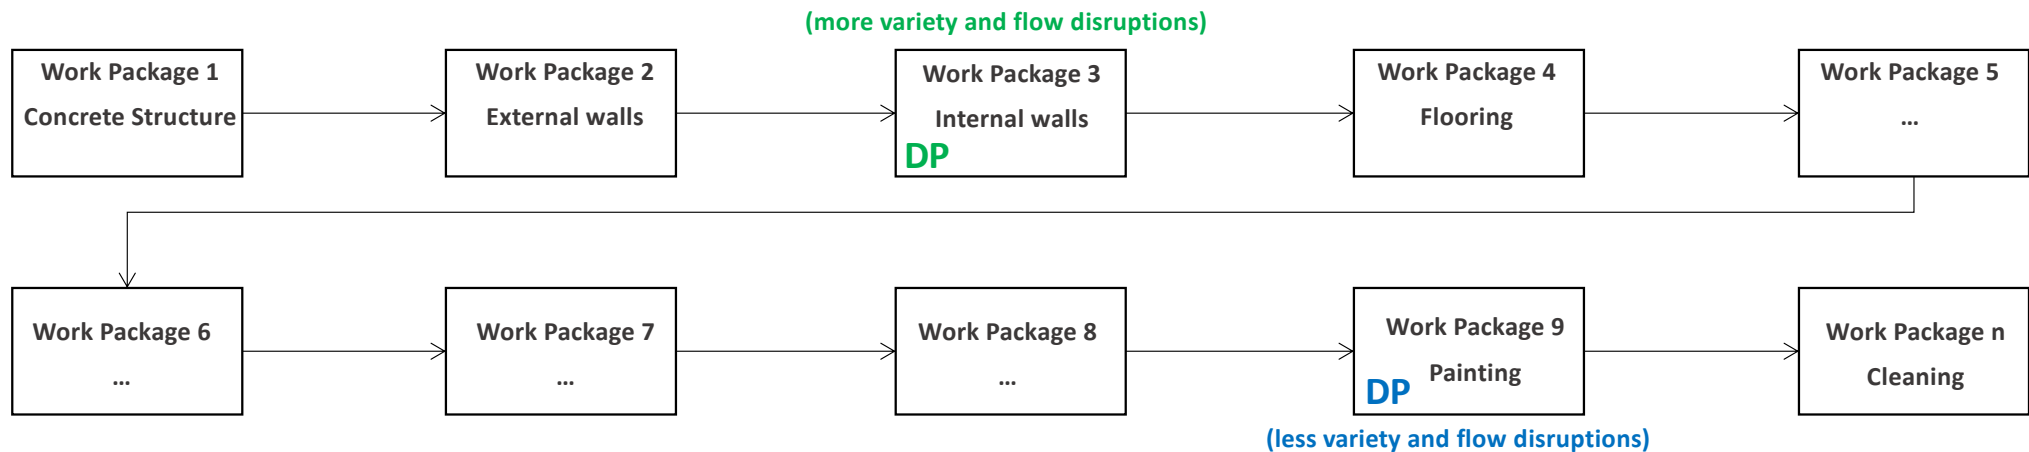 (more variety and flow disruptions)
Work Package 1
Concrete Structure
Work Package 2
External walls
Work Package 3
Internal walls
DP
Work Package 4
Flooring
Work Package 5
...
Work Package 6
...
Work Package 7
...
Work Package 8
...
Work Package 9
Painting
DP
Work Package n
Cleaning
(less variety and flow disruptions)